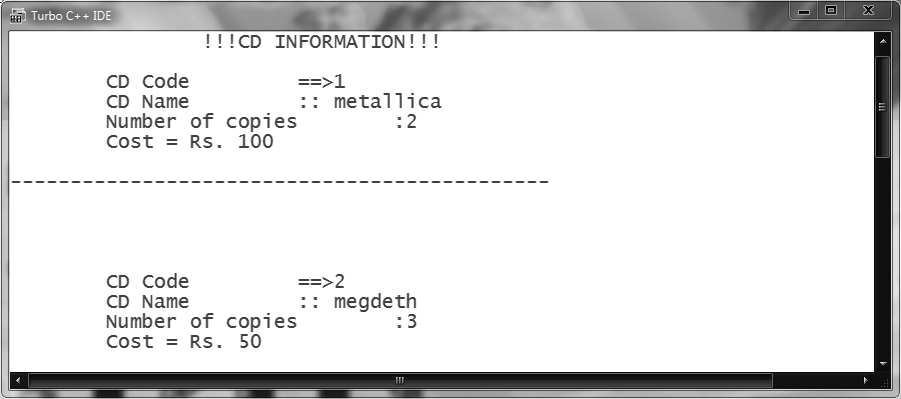 Turbo C++ IDE
!!!CD INFORMATION!!!
CD Code ==>1
CD Name :: metallica
Number of copies :2
Cost = Rs. 100
---------------------------------------------
CD Code ==>2
CD Name :: megdeth
Number of copies :3
Cost = Rs. 50